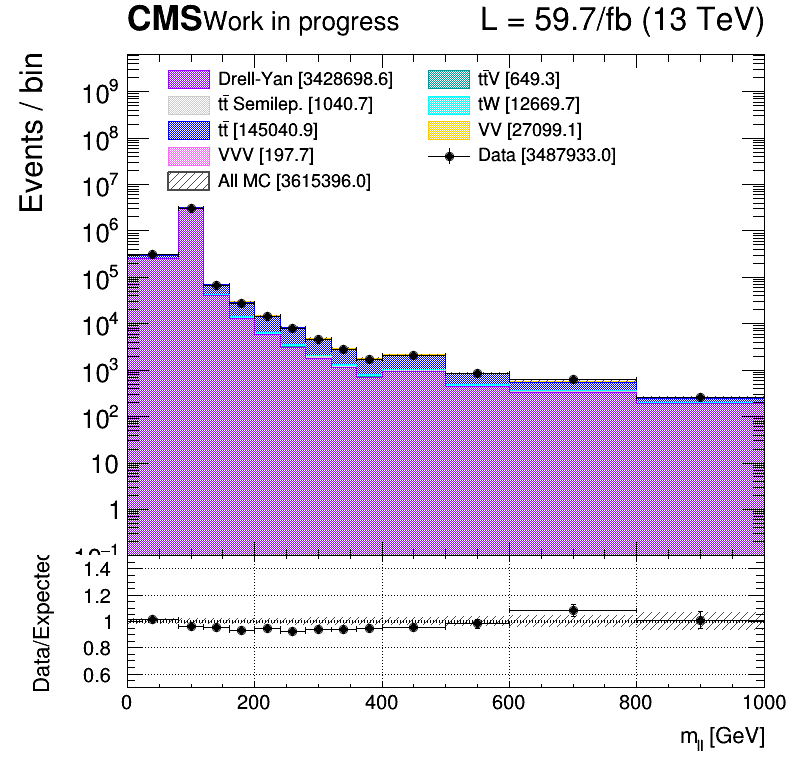 CMS Work in progress L = 59.7/fb (13 TeV)
Events / bin
Drell-Yan [3428698.6] tt̄V [649.3]
tt̄ Semilep. [1040.7] tW [12669.7]
tt̄ [145040.9] VV [27099.1]
VVV [197.7] Data [3487933.0]
All MC [3615396.0]
10⁹
10⁸
10⁷
10⁶
10⁵
10⁴
10³
10²
10
1
10⁻¹
Data/Expected
1.4
1.2
1
0.8
0.6
0 200 400 600 800 1000
m_ll [GeV]